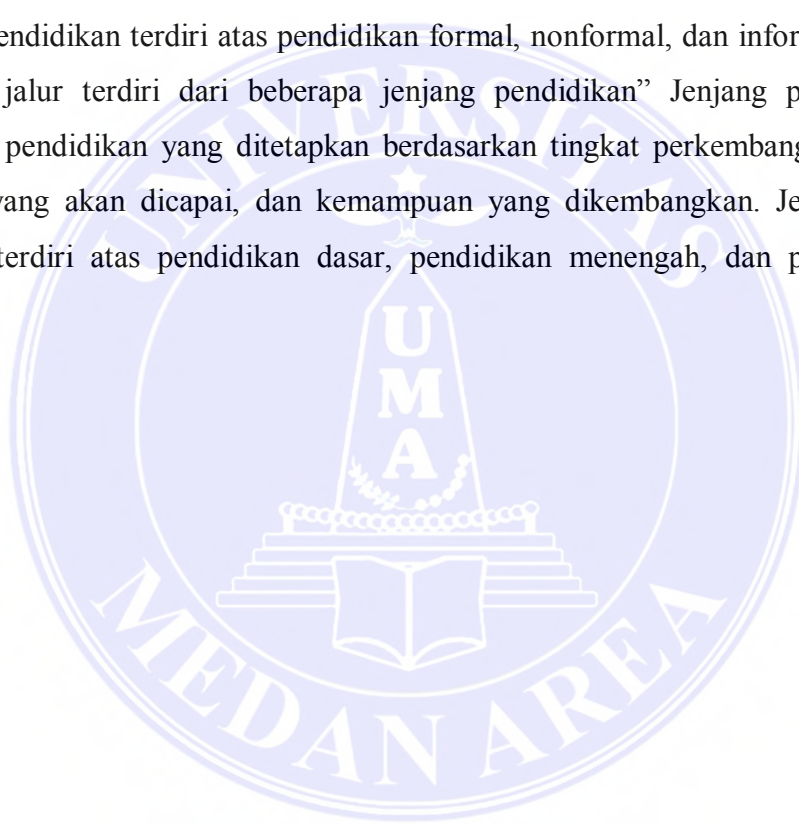 endidikan terdiri atas pendidikan formal, nonformal, dan infor
jalur terdiri dari beberapa jenjang pendidikan” Jenjang p
pendidikan yang ditetapkan berdasarkan tingkat perkembang
yang akan dicapai, dan kemampuan yang dikembangkan. Je
terdiri atas pendidikan dasar, pendidikan menengah, dan p
UNIVERSITAS
U
M
A
MEDAN AREA